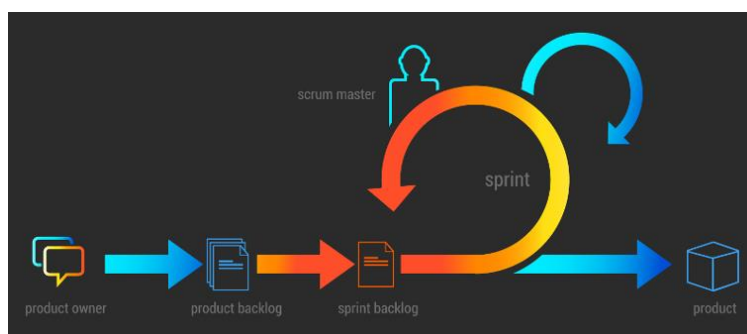 scrum master
sprint
product owner
product backlog
sprint backlog
product